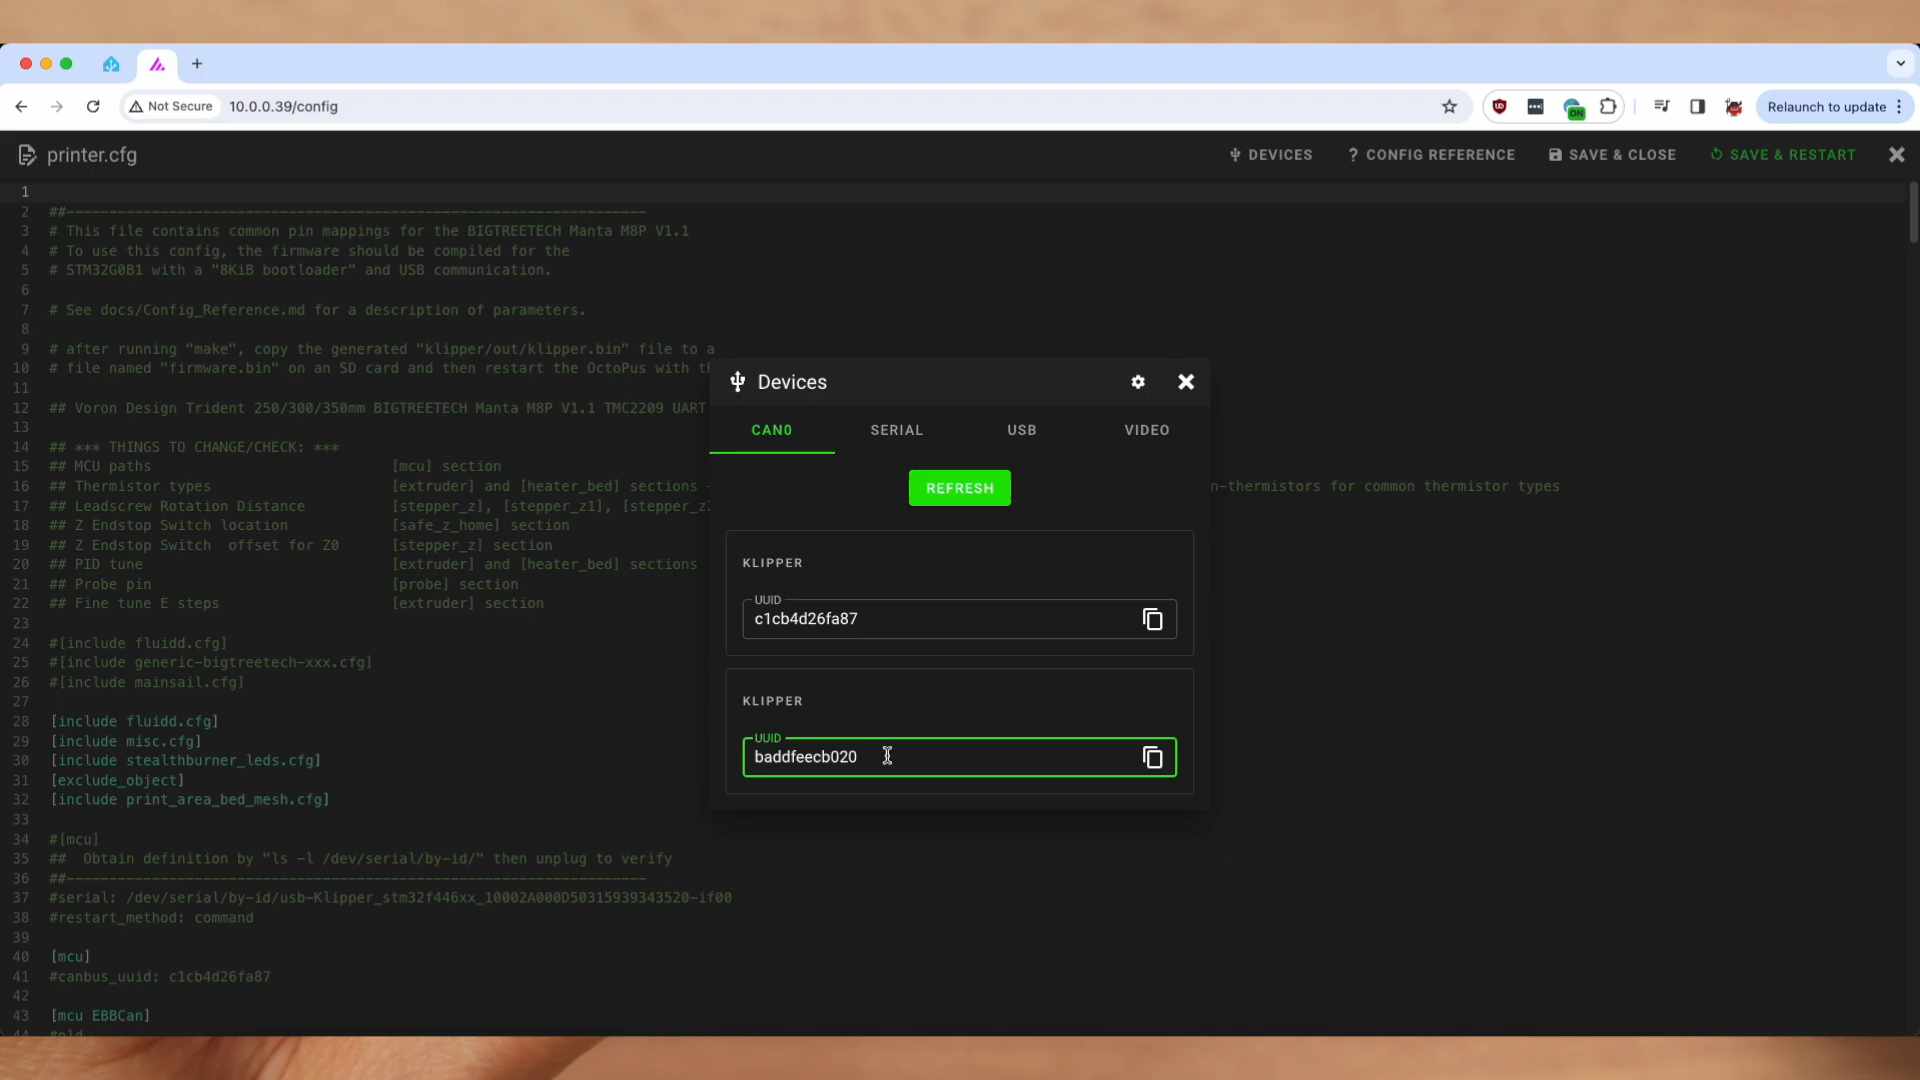 Not Secure
10.0.0.39/config
ON
Relaunch to update
printer.cfg
DEVICES
? CONFIG REFERENCE
SAVE & CLOSE
SAVE & RESTART
1
2 ##--------------------------------------------------------------------
3 # This file contains common pin mappings for the BIGTREETECH Manta M8P V1.1
4 # To use this config, the firmware should be compiled for the
5 # STM32G0B1 with a "8KiB bootloader" and USB communication.
6
7 # See docs/Config_Reference.md for a description of parameters.
8
9 # after running "make", copy the generated "klipper/out/klipper.bin" file to a
10 # file named "firmware.bin" on an SD card and then restart the OctoPus with th
11
12 ## Voron Design Trident 250/300/350mm BIGTREETECH Manta M8P V1.1 TMC2209 UART
13
14 ## *** THINGS TO CHANGE/CHECK: ***
15 ## MCU paths [mcu] section
16 ## Thermistor types [extruder] and [heater_bed] sections - n-thermistors for common thermistor types
17 ## Leadscrew Rotation Distance [stepper_z], [stepper_z1], [stepper_z2
18 ## Z Endstop Switch location [safe_z_home] section
19 ## Z Endstop Switch offset for Z0 [stepper_z] section
20 ## PID tune [extruder] and [heater_bed] sections
21 ## Probe pin [probe] section
22 ## Fine tune E steps [extruder] section
23
24 #[include fluidd.cfg]
25 #[include generic-bigtreetech-xxx.cfg]
26 #[include mainsail.cfg]
27
28 [include fluidd.cfg]
29 [include misc.cfg]
30 [include stealthburner_leds.cfg]
31 [exclude_object]
32 [include print_area_bed_mesh.cfg]
33
34 #[mcu]
35 ## Obtain definition by "ls -l /dev/serial/by-id/" then unplug to verify
36 ##--------------------------------------------------------------------
37 #serial: /dev/serial/by-id/usb-Klipper_stm32f446xx_10002A000D50315939343520-if00
38 #restart_method: command
39
40 [mcu]
41 #canbus_uuid: c1cb4d26fa87
42
43 [mcu EBBCan]
44 #old
Devices
CAN0
SERIAL
USB
VIDEO
REFRESH
KLIPPER
UUID
c1cb4d26fa87
KLIPPER
UUID
baddfeecb020